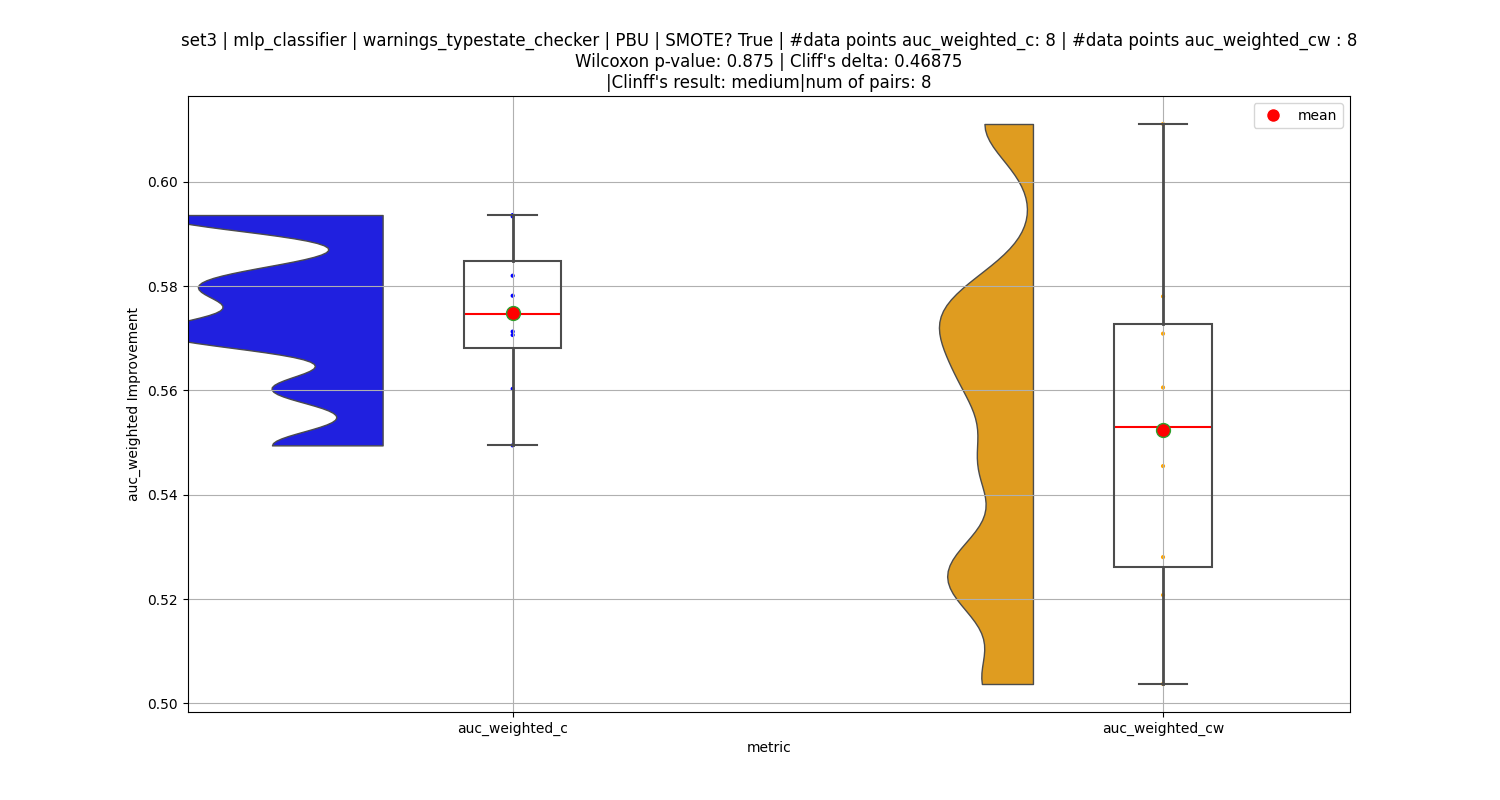 set3 | mlp_classifier | warnings_typestate_checker | PBU | SMOTE? True | #data points auc_weighted_c: 8 | #data points auc_weighted_cw : 8
Wilcoxon p-value: 0.875 | Cliff's delta: 0.46875
|Clinff's result: medium|num of pairs: 8
mean
auc_weighted Improvement
0.60
0.58
0.56
0.54
0.52
0.50
auc_weighted_c
auc_weighted_cw
metric